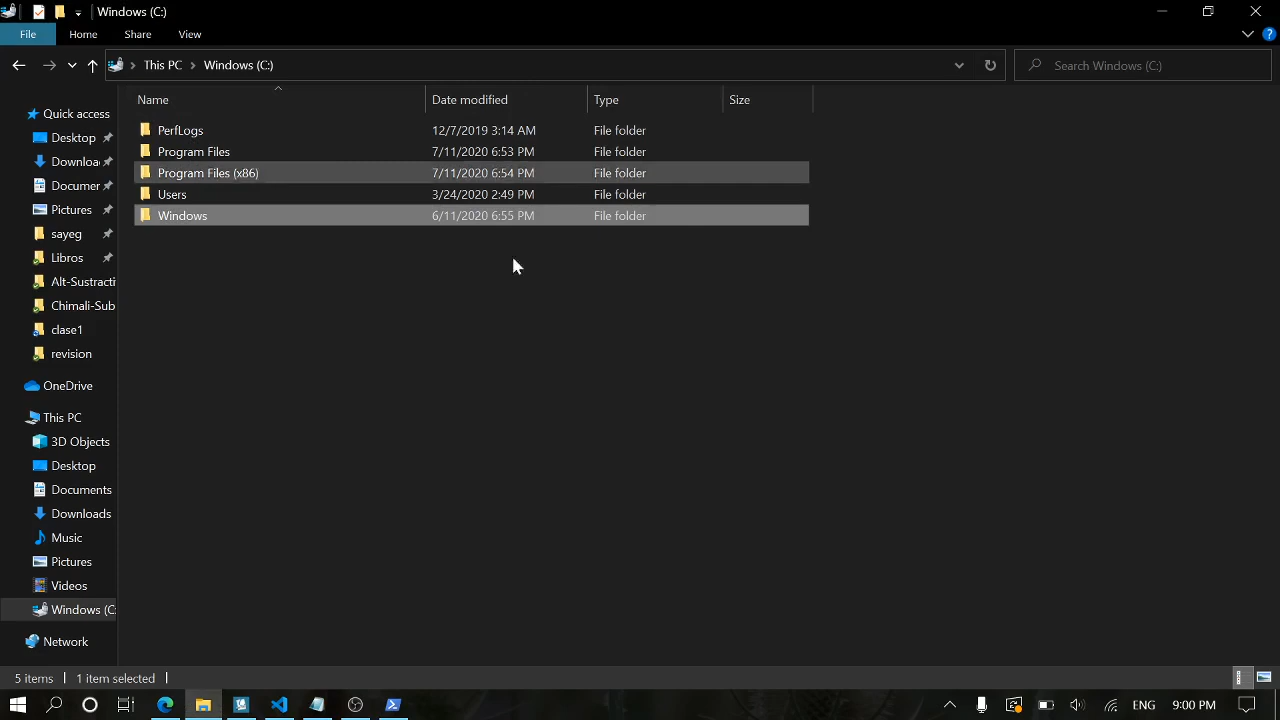 Windows (C:)
File Home Share View
This PC Windows (C:) Search Windows (C:)
Name Date modified Type Size
PerfLogs 12/7/2019 3:14 AM File folder
Program Files 7/11/2020 6:53 PM File folder
Program Files (x86) 7/11/2020 6:54 PM File folder
Users 3/24/2020 2:49 PM File folder
Windows 6/11/2020 6:55 PM File folder
Quick access
Desktop
Downloa
Documer
Pictures
sayeg
Libros
Alt-Sustracti
Chimali-Sub
clase1
revision
OneDrive
This PC
3D Objects
Desktop
Documents
Downloads
Music
Pictures
Videos
Windows (C:
Network
5 items 1 item selected
ENG 9:00 PM